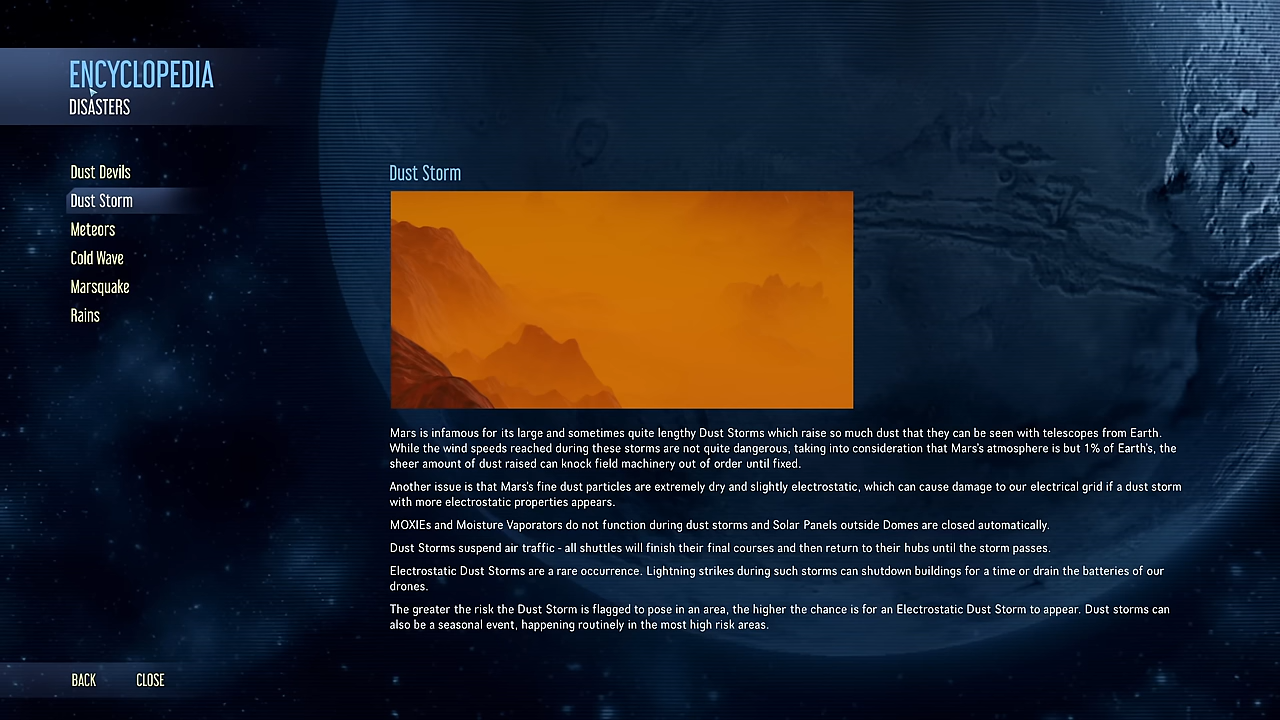 ENCYCLOPEDIA
DISASTERS
Dust Devils
Dust Storm
Meteors
Cold Wave
Marsquake
Rains
Dust Storm
Mars is infamous for its large and sometimes quite lengthy Dust Storms which raise so much dust that they can be seen with telescopes from Earth.
While the wind speeds reached during these storms are not quite dangerous, taking into consideration that Mars's atmosphere is but 1% of Earth's, the
sheer amount of dust raised can knock field machinery out of order until fixed.
Another issue is that Mars's fine dust particles are extremely dry and slightly electrostatic, which can cause damage to our electrical grid if a dust storm
with more electrostatic properties appears.
MOXIEs and Moisture Vaporators do not function during dust storms and Solar Panels outside Domes are closed automatically.
Dust Storms suspend air traffic - all shuttles will finish their final courses and then return to their hubs until the storm passes.
Electrostatic Dust Storms are a rare occurrence. Lightning strikes during such storms can shutdown buildings for a time or drain the batteries of our
drones.
The greater the risk the Dust Storm is flagged to pose in an area, the higher the chance is for an Electrostatic Dust Storm to appear. Dust storms can
also be a seasonal event, happening routinely in the most high risk areas.
BACK CLOSE